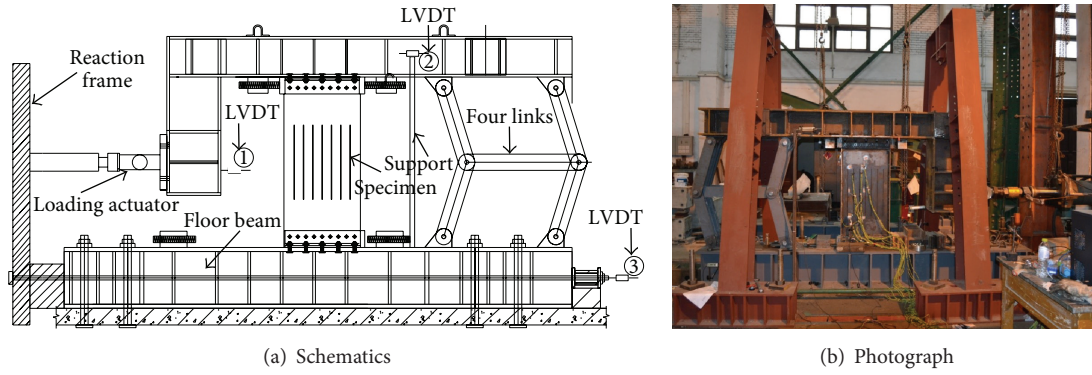 LVDT
②
Reaction
frame
LVDT
①
Four links
Support
Specimen
Loading actuator
Floor beam
LVDT
③
(a) Schematics
(b) Photograph